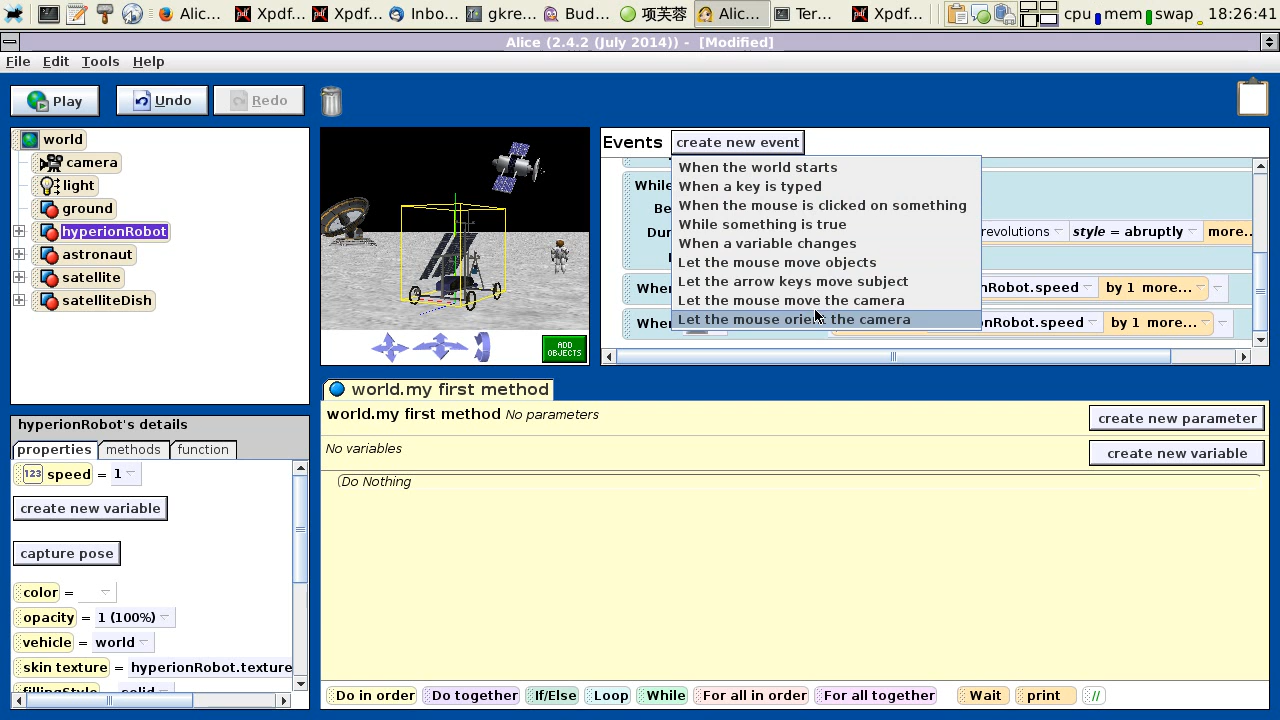 Alic... Xpdf... Xpdf... Inbo... gkre... Bud... 项芙蓉 Alic... Ter... Xpdf... cpu mem swap 18:26:41
Alice (2.4.2 (July 2014)) - [Modified]
File Edit Tools Help
Play Undo Redo
world
camera
light
ground
hyperionRobot
astronaut
satellite
satelliteDish
ADD OBJECTS
Events create new event
When the world starts
When a key is typed
When the mouse is clicked on something
While something is true
When a variable changes
Let the mouse move objects
Let the arrow keys move subject
Let the mouse move the camera
Let the mouse orient the camera
While
Be
Dur revolutions style = abruptly more...
When nRobot.speed by 1 more...
When onRobot.speed by 1 more...
hyperionRobot's details
properties methods function
123 speed = 1
create new variable
capture pose
color =
opacity = 1 (100%)
vehicle = world
skin texture = hyperionRobot.texture
fillingStyle solid
world.my first method
world.my first method No parameters create new parameter
No variables create new variable
(Do Nothing
Do in order Do together If/Else Loop While For all in order For all together Wait print //